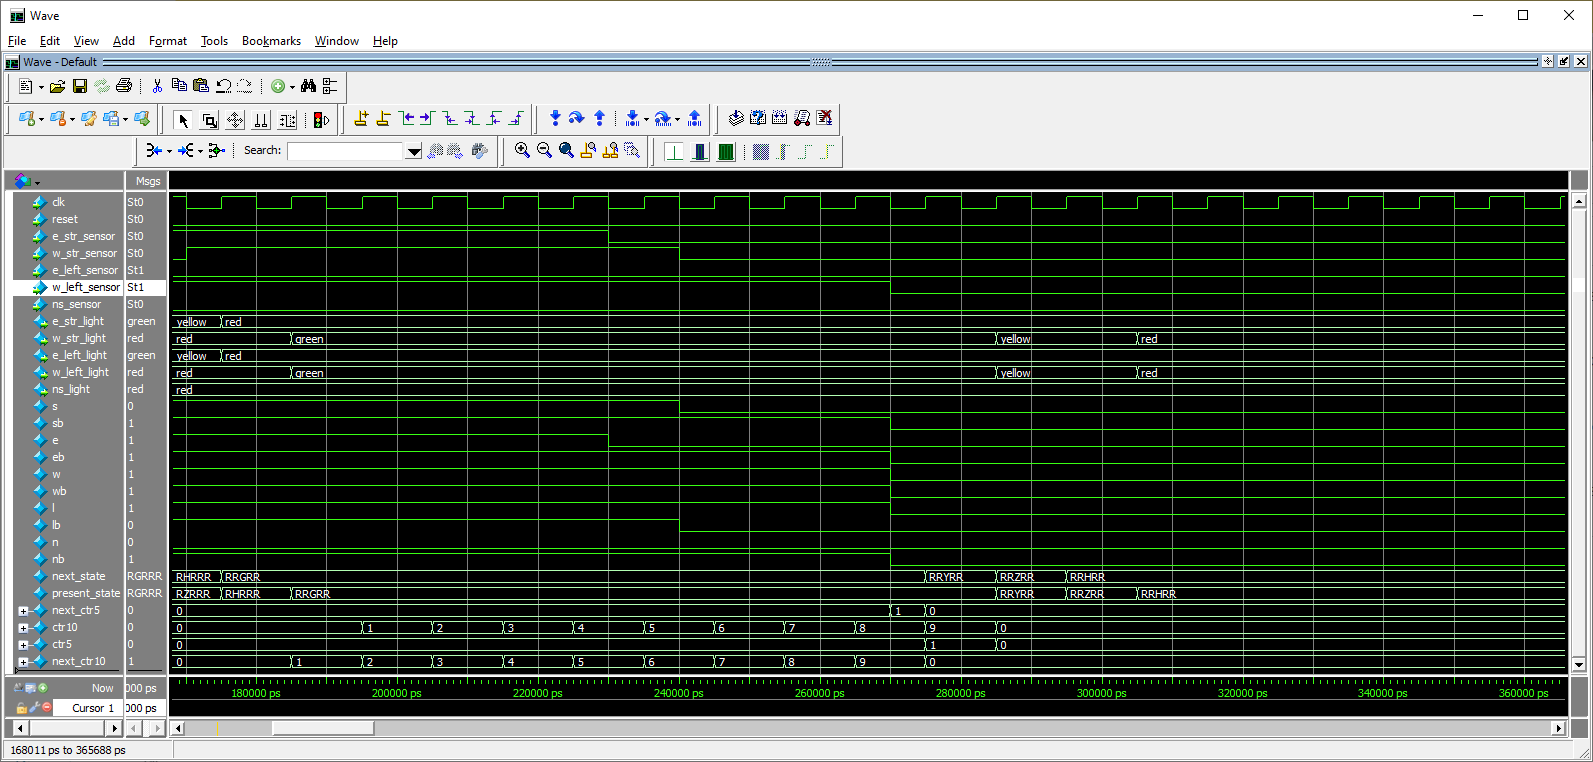 Wave
File Edit View Add Format Tools Bookmarks Window Help
Wave - Default
Search:
Msgs
clk St0
reset St0
e_str_sensor St0
w_str_sensor St0
e_left_sensor St1
w_left_sensor St1
ns_sensor St0
e_str_light green yellow red
w_str_light red red green yellow red
e_left_light green yellow red
w_left_light red red green yellow red
ns_light red red
s 0
sb 1
e 1
eb 1
w 1
wb 1
l 1
lb 0
n 0
nb 1
next_state RGRRR RHRRR RRGRR RRYRR RRZRR RRHRR
present_state RGRRR RZRRR RHRRR RRGRR RRYRR RRZRR RRHRR
next_ctr5 0 0 1 0
ctr10 0 0 1 2 3 4 5 6 7 8 9 0
ctr5 0 0 1 0
next_ctr10 1 0 1 2 3 4 5 6 7 8 9 0
Now 000 ps 180000 ps 200000 ps 220000 ps 240000 ps 260000 ps 280000 ps 300000 ps 320000 ps 340000 ps 360000 ps
Cursor 1 000 ps
168011 ps to 365688 ps